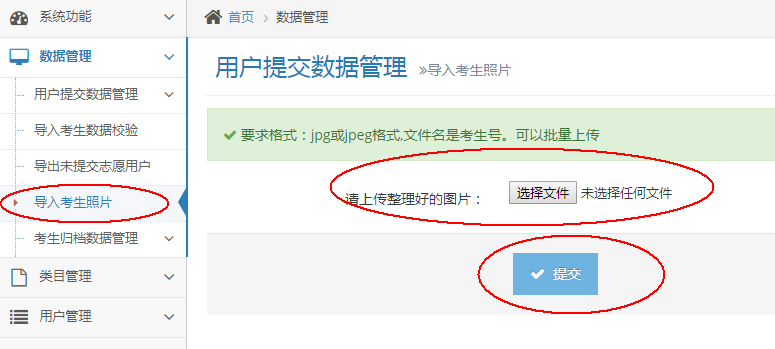 系统功能
首页 > 数据管理
数据管理
用户提交数据管理 »导入考生照片
用户提交数据管理
要求格式：jpg或jpeg格式,文件名是考生号。可以批量上传
导入考生数据校验
导出未提交志愿用户
请上传整理好的图片： 选择文件 未选择任何文件
导入考生照片
考生归档数据管理
提交
类目管理
用户管理